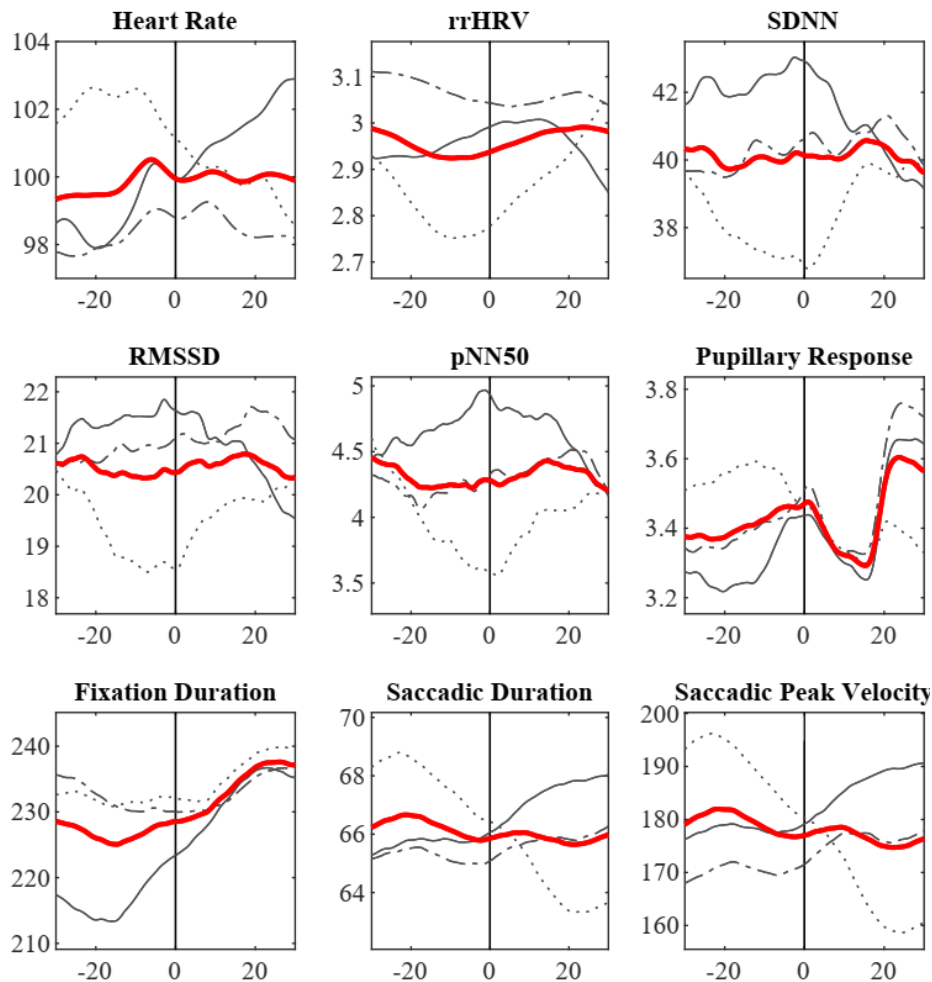 Heart Rate
104
102
100
98
-20 0 20
rrHRV
3.1
3
2.9
2.8
2.7
-20 0 20
SDNN
42
40
38
-20 0 20
RMSSD
22
21
20
19
18
-20 0 20
pNN50
5
4.5
4
3.5
-20 0 20
Pupillary Response
3.8
3.6
3.4
3.2
-20 0 20
Fixation Duration
240
230
220
210
-20 0 20
Saccadic Duration
70
68
66
64
-20 0 20
Saccadic Peak Velocity
200
190
180
170
160
-20 0 20